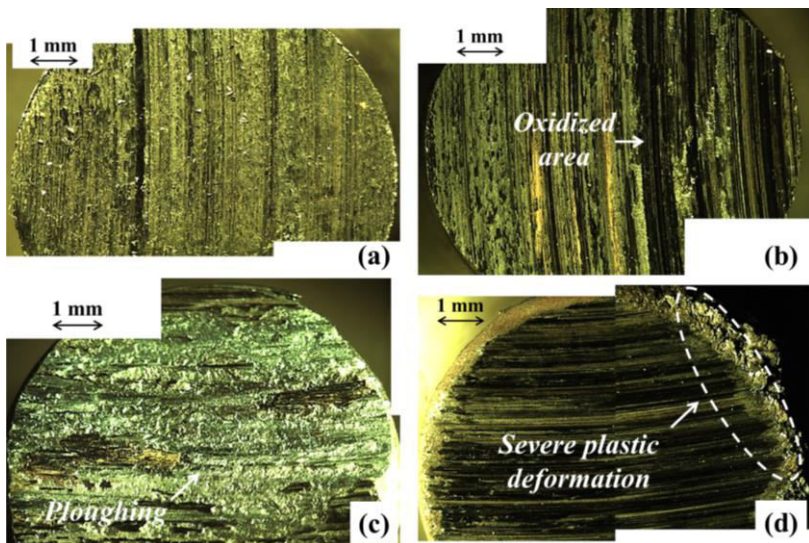 1 mm
(a)
1 mm
Oxidized
area
(b)
1 mm
Ploughing
(c)
1 mm
Severe plastic
deformation
(d)